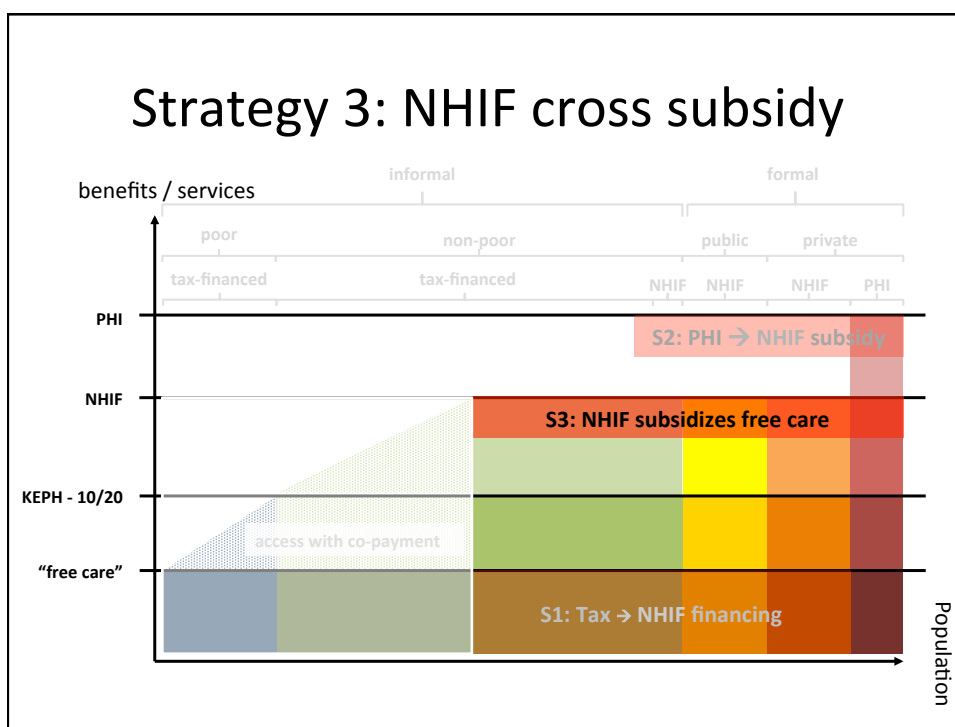 Strategy 3: NHIF cross subsidy
informal
formal
benefits / services
poor
non-poor
public
private
tax-financed
tax-financed
NHIF
NHIF
NHIF
PHI
PHI
S2: PHI → NHIF subsidy
NHIF
S3: NHIF subsidizes free care
KEPH - 10/20
access with co-payment
“free care”
S1: Tax → NHIF financing
Population